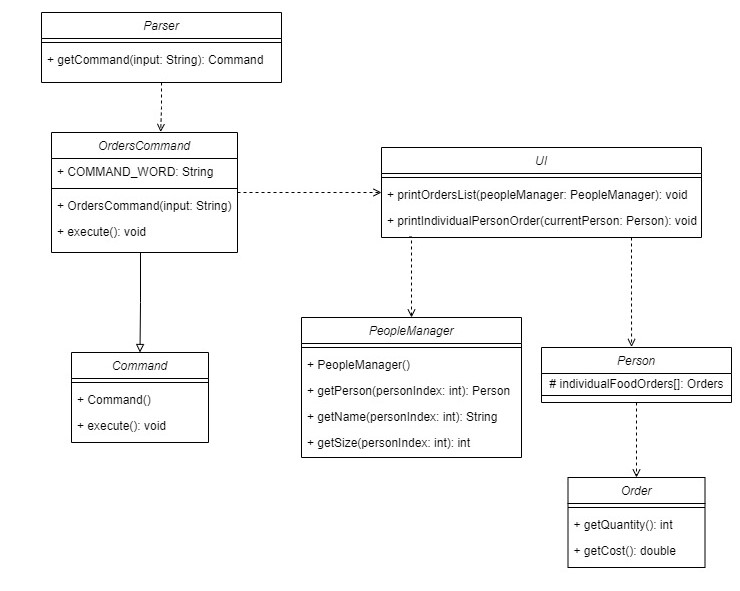 Parser
+ getCommand(input: String): Command
OrdersCommand
+ COMMAND_WORD: String
+ OrdersCommand(input: String)
+ execute(): void
UI
+ printOrdersList(peopleManager: PeopleManager): void
+ printIndividualPersonOrder(currentPerson: Person): void
Command
+ Command()
+ execute(): void
PeopleManager
+ PeopleManager()
+ getPerson(personIndex: int): Person
+ getName(personIndex: int): String
+ getSize(personIndex: int): int
Person
# individualFoodOrders[]: Orders
Order
+ getQuantity(): int
+ getCost(): double